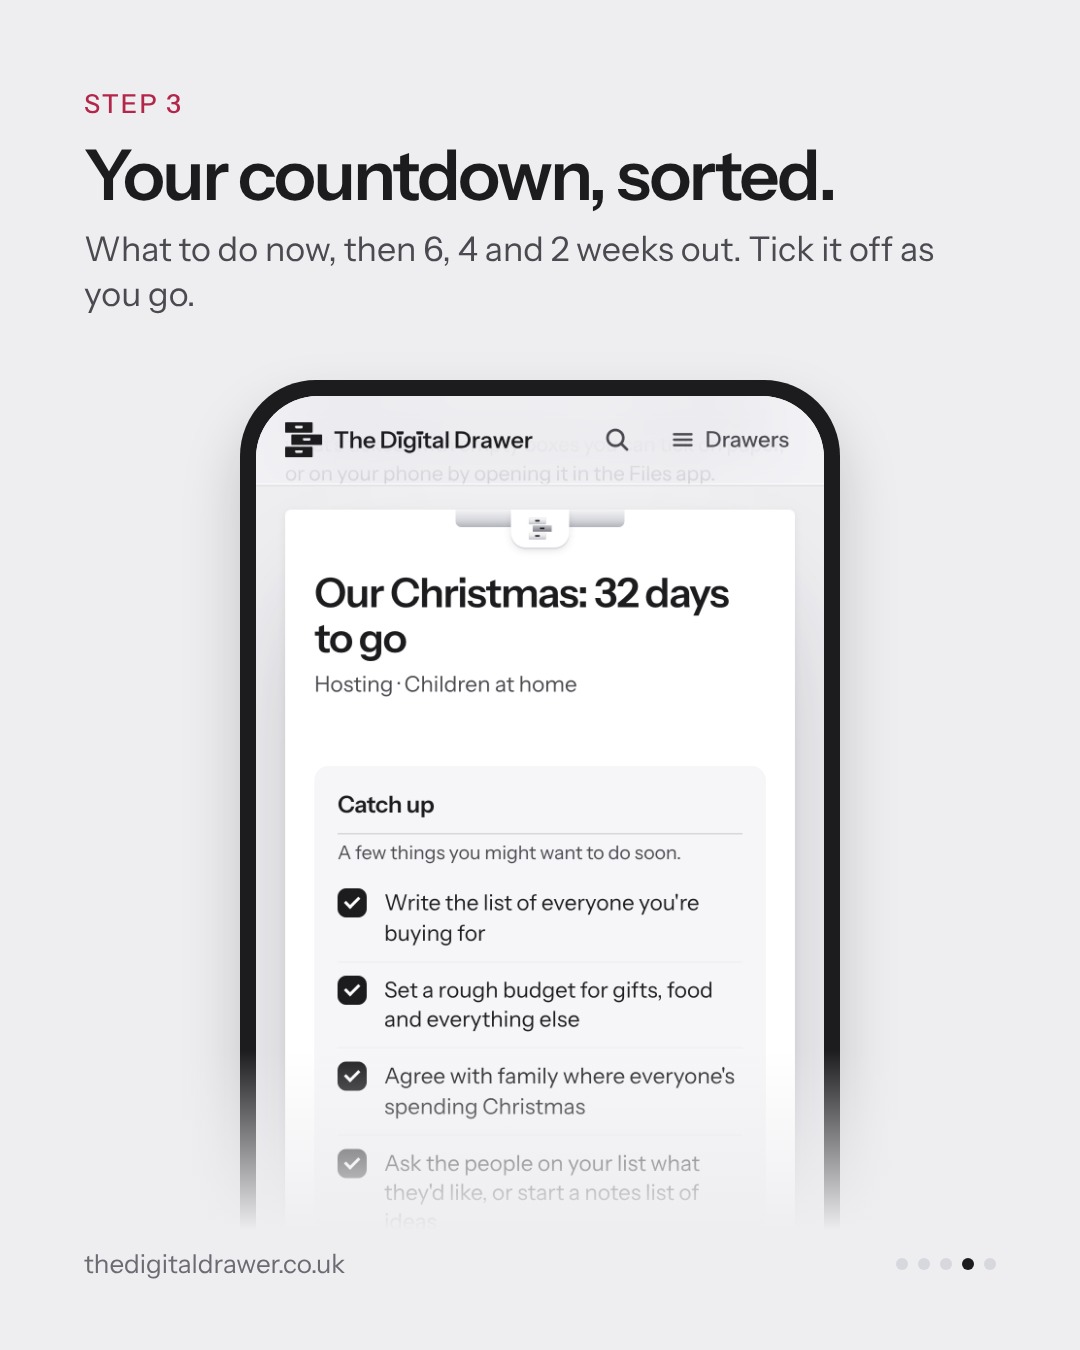 STEP 3
Your countdown, sorted.
What to do now, then 6, 4 and 2 weeks out. Tick it off as
you go.
The Digital Drawer
Drawers
or on your phone by opening it in the Files app.
Our Christmas: 32 days
to go
Hosting · Children at home
Catch up
A few things you might want to do soon.
Write the list of everyone you're
buying for
Set a rough budget for gifts, food
and everything else
Agree with family where everyone's
spending Christmas
Ask the people on your list what
they'd like, or start a notes list of
ideas
thedigitaldrawer.co.uk